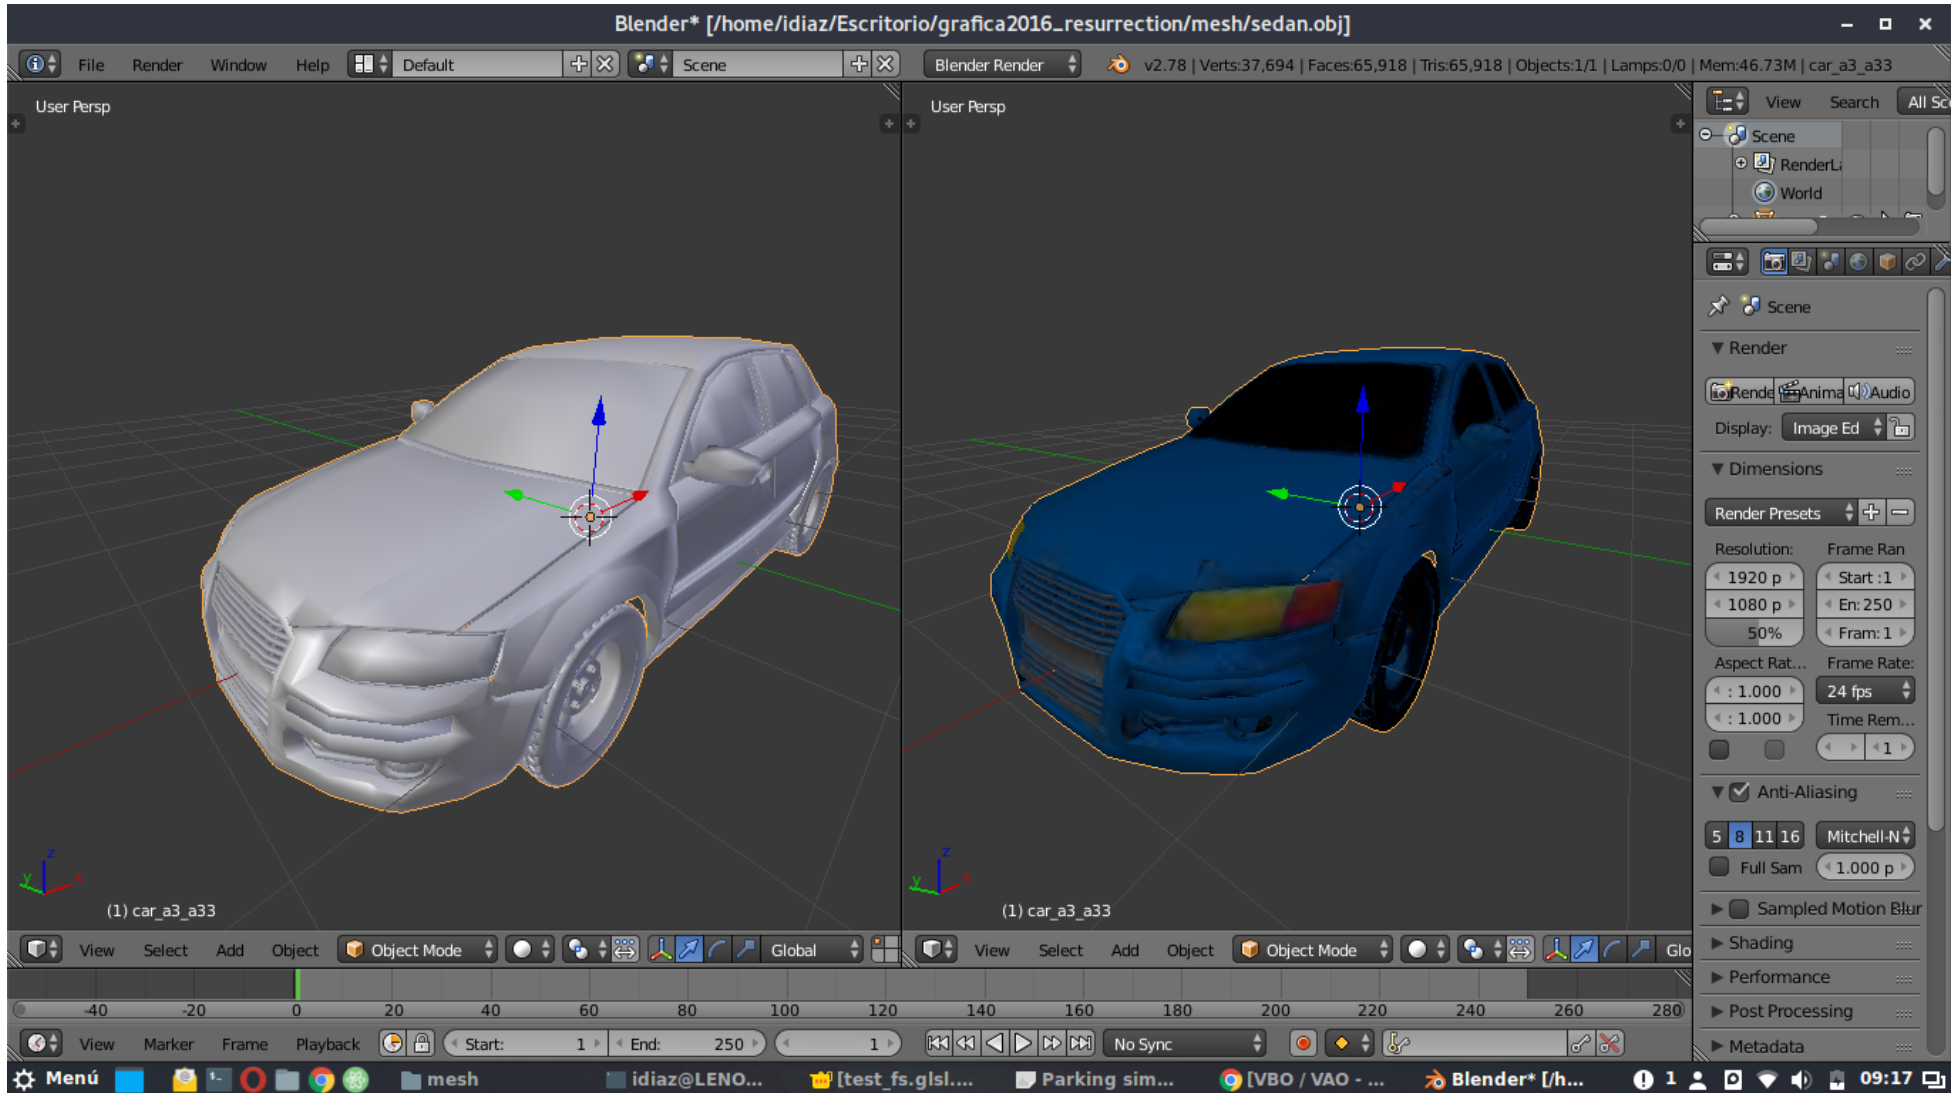 Blender* [/home/idiaz/Escritorio/grafica2016_resurrection/mesh/sedan.obj]
File Render Window Help Default Scene Blender Render v2.78 | Verts:37,694 | Faces:65,918 | Tris:65,918 | Objects:1/1 | Lamps:0/0 | Mem:46.73M | car_a3_a33
User Persp
User Persp
View Search All Sc
Scene
RenderLa
World
Scene
Render
Rende Anima Audio
Display: Image Ed
Dimensions
Render Presets
Resolution: Frame Ran
1920 p Start :1
1080 p En: 250
50% Fram: 1
Aspect Rat... Frame Rate:
: 1.000 24 fps
: 1.000 Time Rem...
1
Anti-Aliasing
5 8 11 16 Mitchell-N
Full Sam 1.000 p
Sampled Motion Blur
Shading
Performance
Post Processing
Metadata
z
y x
(1) car_a3_a33
z
y x
(1) car_a3_a33
View Select Add Object Object Mode Global
View Select Add Object Object Mode Glo
-40 -20 0 20 40 60 80 100 120 140 160 180 200 220 240 260 280
View Marker Frame Playback Start: 1 End: 250 1 No Sync
Menú mesh idiaz@LENO... [test_fs.glsl.... Parking sim... [VBO / VAO - ... Blender* [/h... 1 09:17